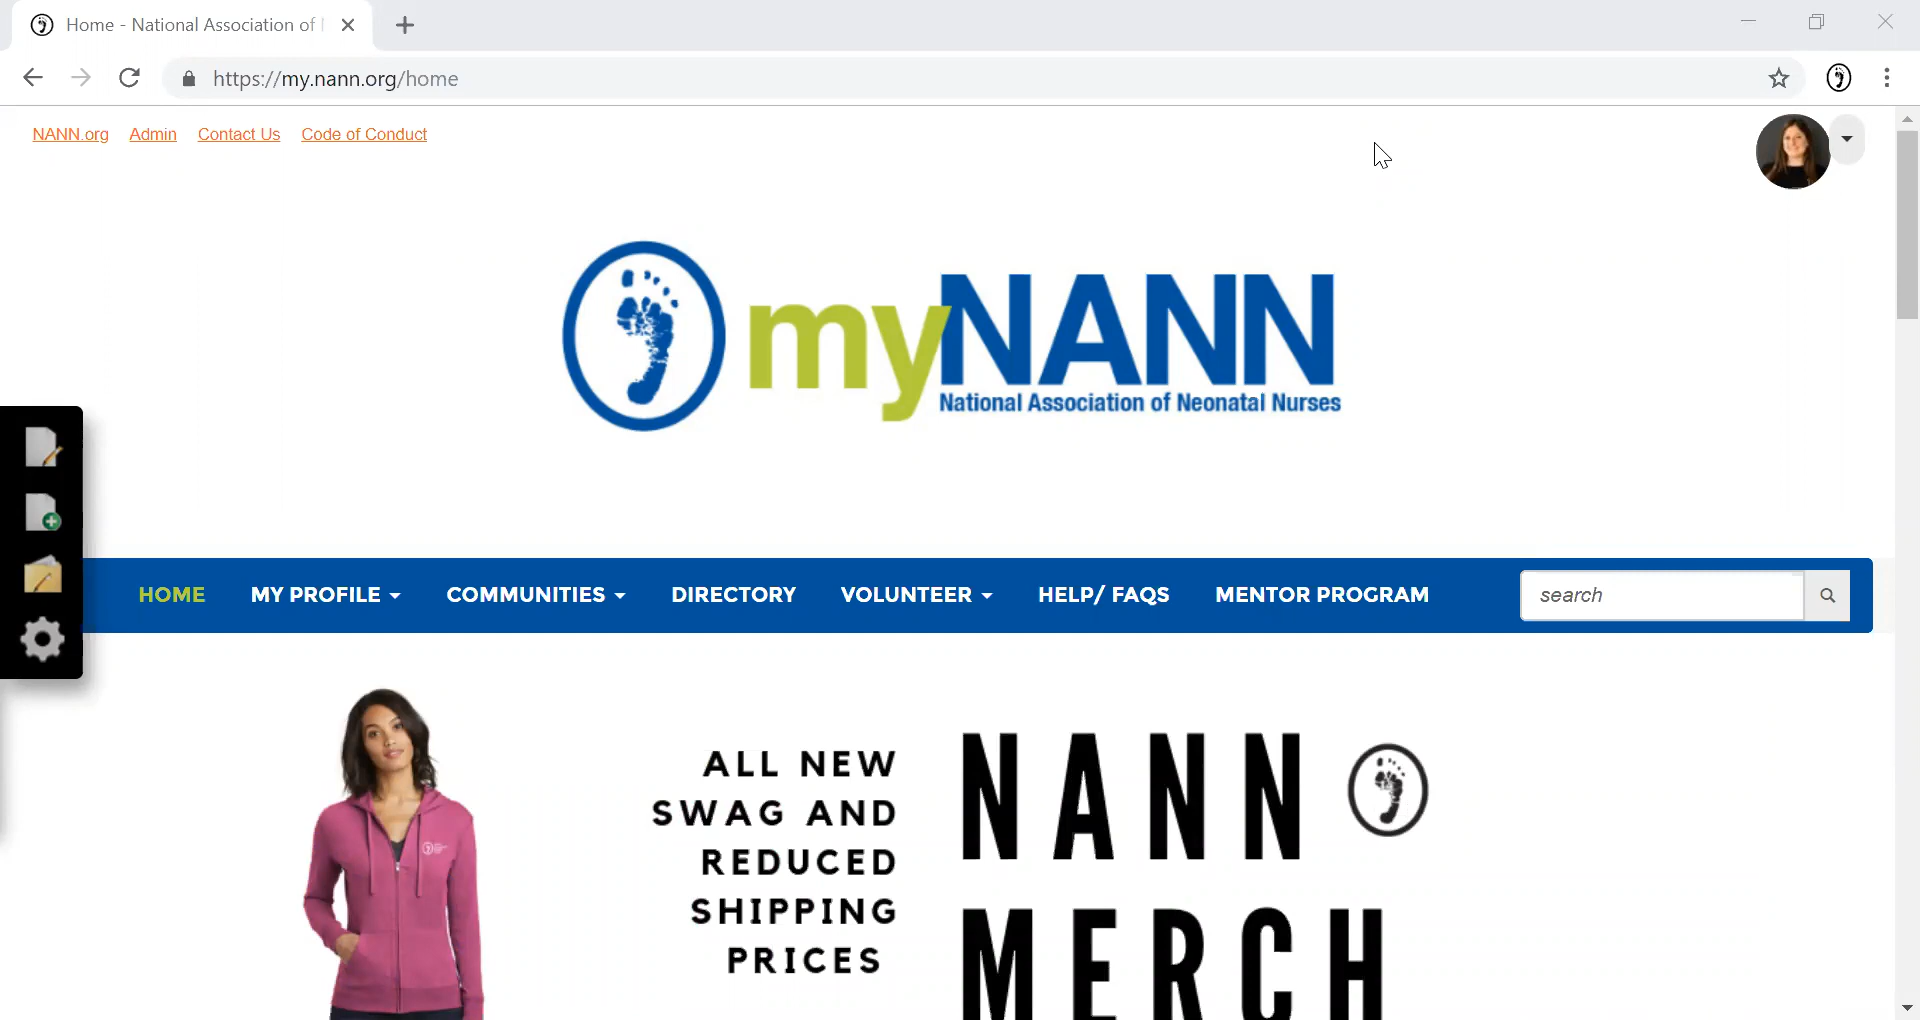 Home - National Association of
https://my.nann.org/home
NANN.org Admin Contact Us Code of Conduct
myNANN
National Association of Neonatal Nurses
HOME MY PROFILE COMMUNITIES DIRECTORY VOLUNTEER HELP/ FAQS MENTOR PROGRAM search
ALL NEW
SWAG AND
REDUCED
SHIPPING
PRICES
NANN
MERCH